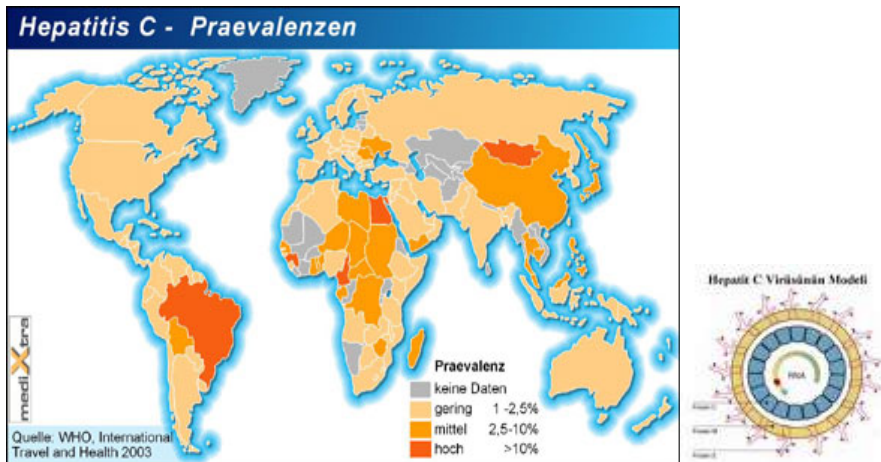 Hepatitis C - Praevalenzen
mediXtra
Quelle: WHO, International
Travel and Health 2003
Praevalenz
keine Daten
gering 1 -2,5%
mittel 2,5-10%
hoch >10%
Hepatit C Virüsünün Modeli
RNA